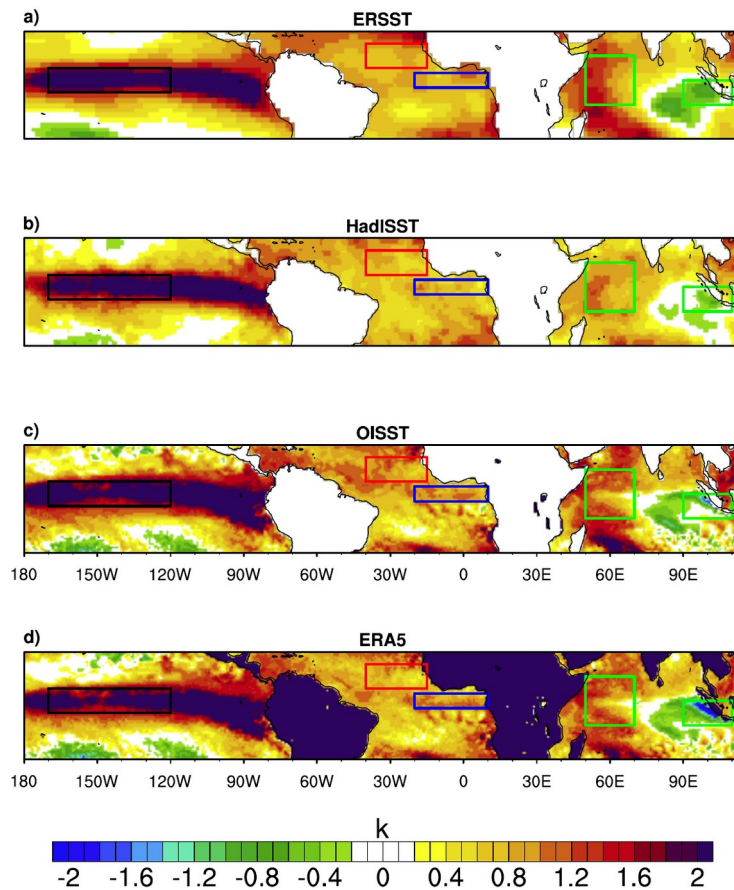 a) ERSST
b) HadISST
c) OISST
180 150W 120W 90W 60W 30W 0 30E 60E 90E
d) ERA5
180 150W 120W 90W 60W 30W 0 30E 60E 90E
k
-2 -1.6 -1.2 -0.8 -0.4 0 0.4 0.8 1.2 1.6 2